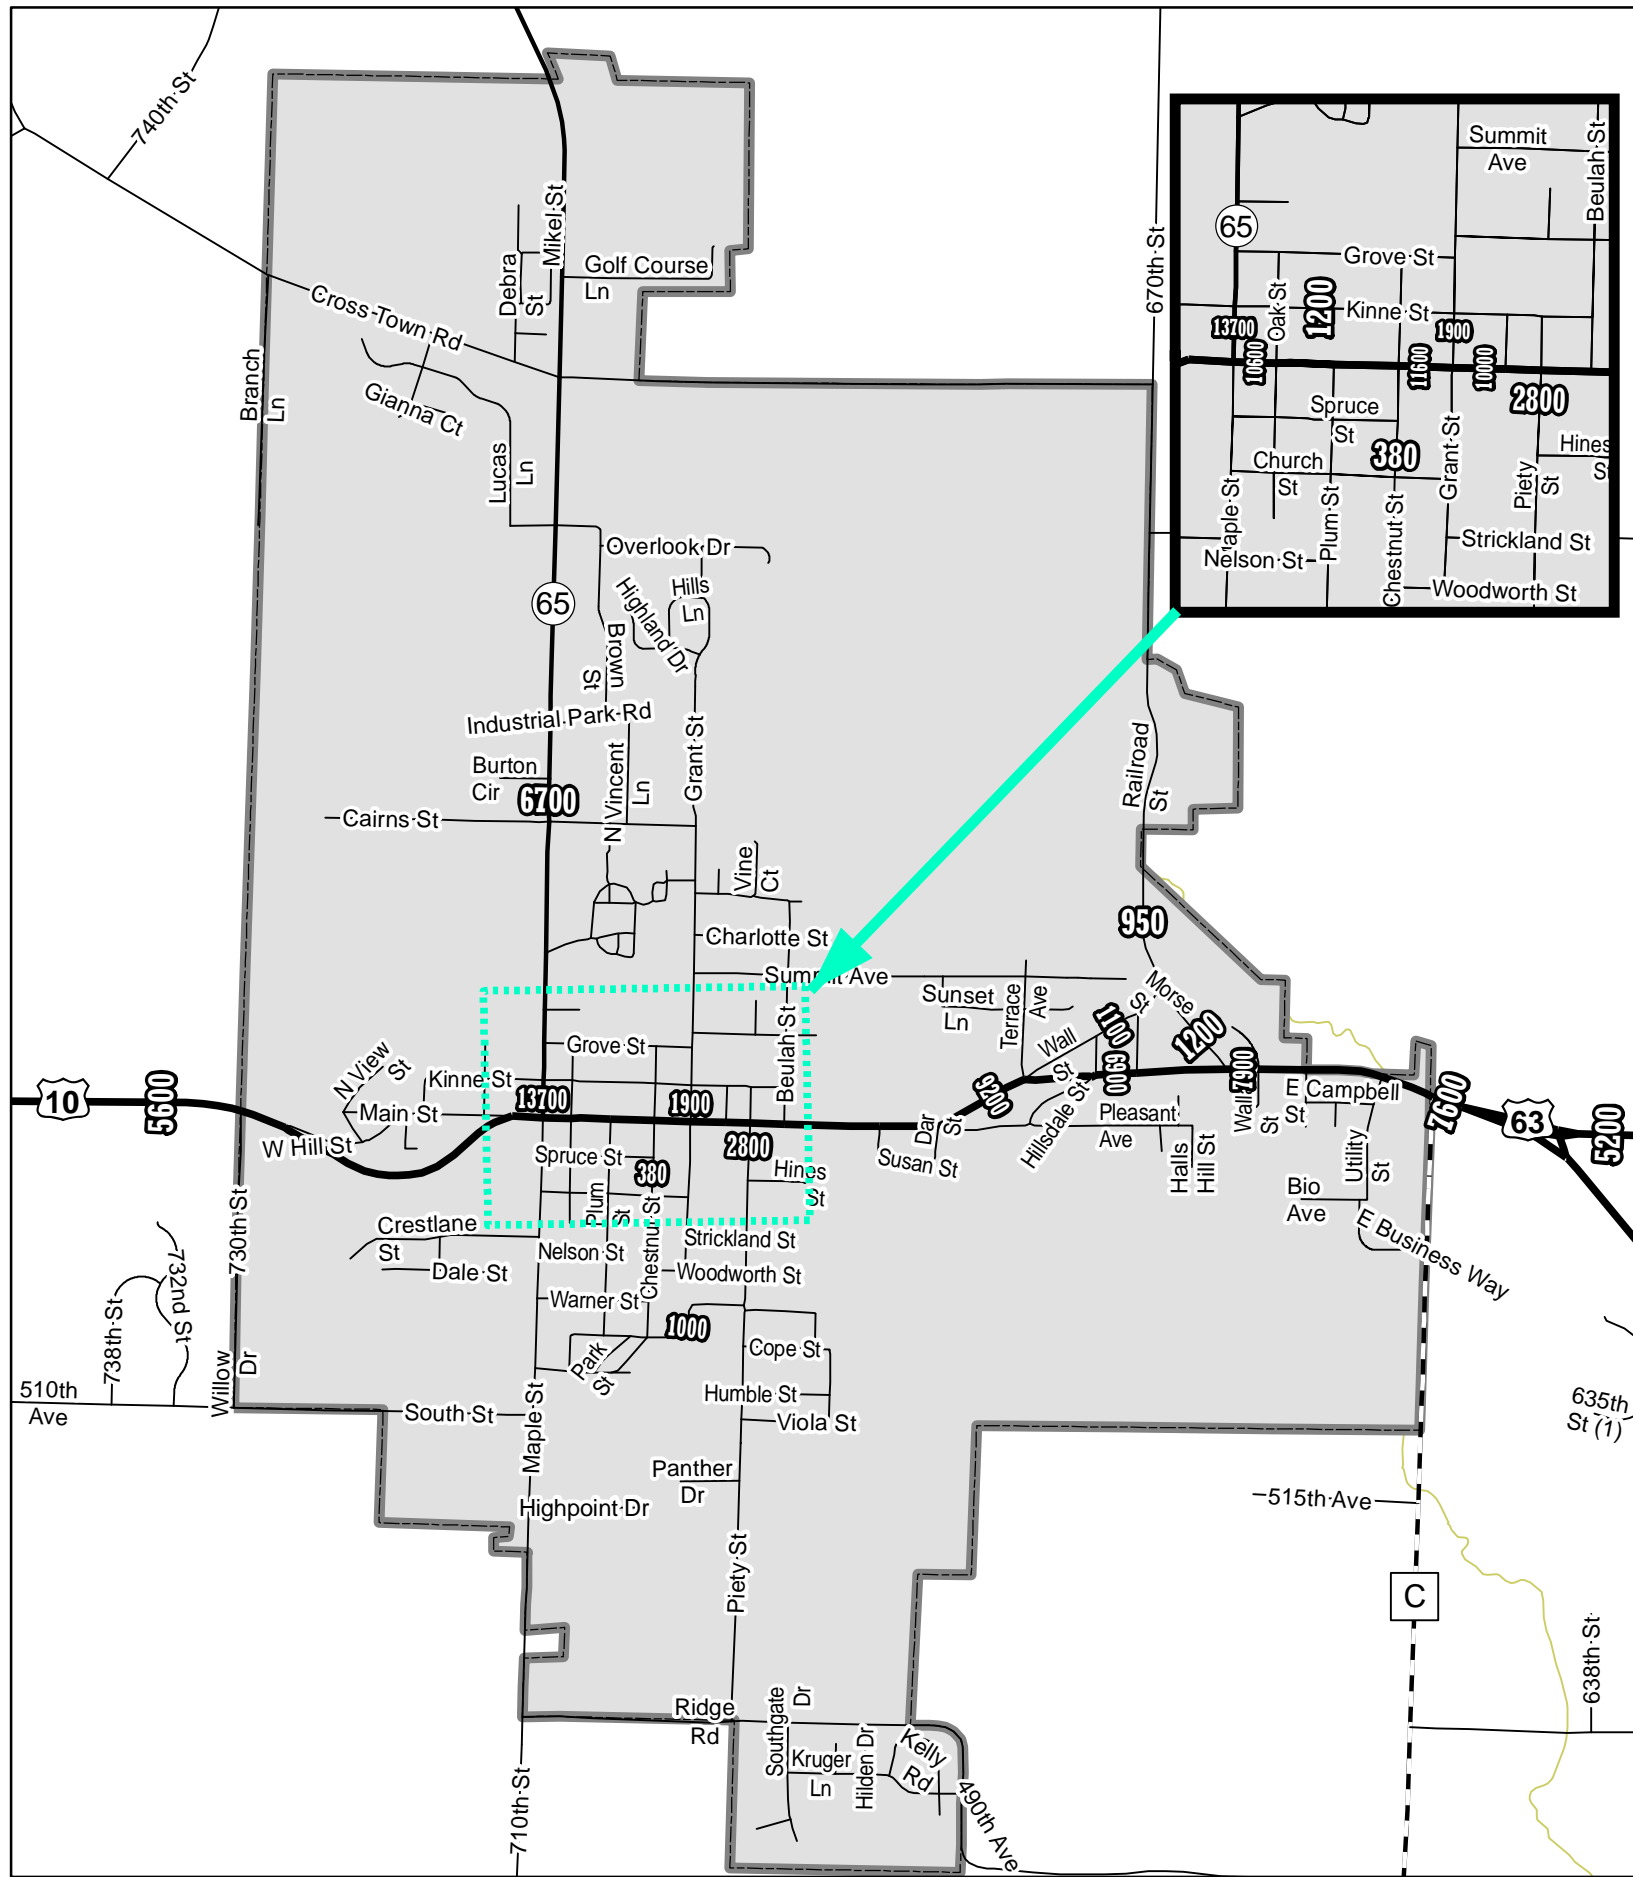 740th St
Mikel St
Debra
St
Golf Course
Ln
670th St
Cross Town Rd
Branch
Ln
Gianna Ct
Lucas
Ln
Overlook Dr
65
Highland Dr
Hills
Ln
Brown
St
Industrial Park Rd
Burton
Cir
6700
N Vincent
Ln
Grant St
Railroad
St
Cairns St
Vine
Ct
Charlotte St
950
Summit Ave
Sunset
Ln
Terrace
Ave
Morse
St
Wall
St
1100
1200
6900
7900
Beulah St
Grove St
N View
St
Kinne St
13700
1900
9200
10
5600
Main St
W Hill St
2800
Dar
St
Hillsdale St
Pleasant
Ave
Wall
St
E Campbell
St
7600
63
5200
Spruce St
380
Hines
St
Susan St
Halls
Hill St
Utility
St
Bio
Ave
E Business Way
Plum
St
Chestnut St
Crestlane
St
Nelson St
Strickland St
Dale St
Woodworth St
730th St
732nd St
738th St
Warner St
1000
Park
St
Cope St
Willow
Dr
510th
Ave
South St
Maple St
Humble St
Viola St
635th
St (1)
Panther
Dr
Highpoint Dr
515th Ave
Piety St
C
638th St
Ridge
Rd
Southgate
Dr
Kruger
Ln
Hilden Dr
Kelly
Rd
710th St
490th Ave
Summit
Ave
Beulah St
65
Grove St
Oak St
1200
Kinne St
13700
1900
10600
11600
10000
2800
Spruce
St
380
Grant St
Hines
St
Church
St
Piety
St
Maple St
Plum St
Chestnut St
Strickland St
Nelson St
Woodworth St